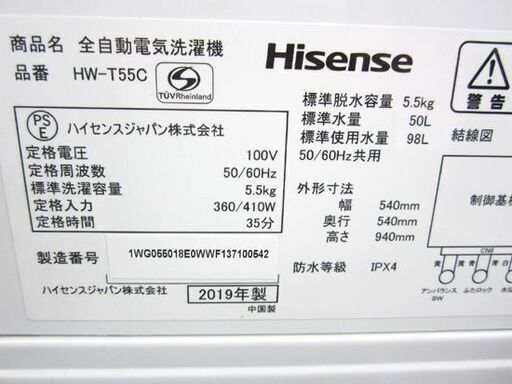 商品名 全自動電気洗濯機
品番 HW-T55C
TÜVRheinland
Hisense
警告
PS
E
ハイセンスジャパン株式会社
定格電圧 100V
定格周波数 50/60Hz
標準洗濯容量 5.5kg
定格入力 360/410W
定格時間 35分
標準脱水容量 5.5kg
標準水量 50L
標準使用水量 98L
50/60Hz共用
外形寸法
幅 540mm
奥行 540mm
高さ 940mm
防水等級 IPX4
製造番号 1WG055018E0WWF137100542
ハイセンスジャパン株式会社
2019年製
中国製
結線図
制御基
CN6
黄 黄 青 青
アンバランス
SW
ふたロック